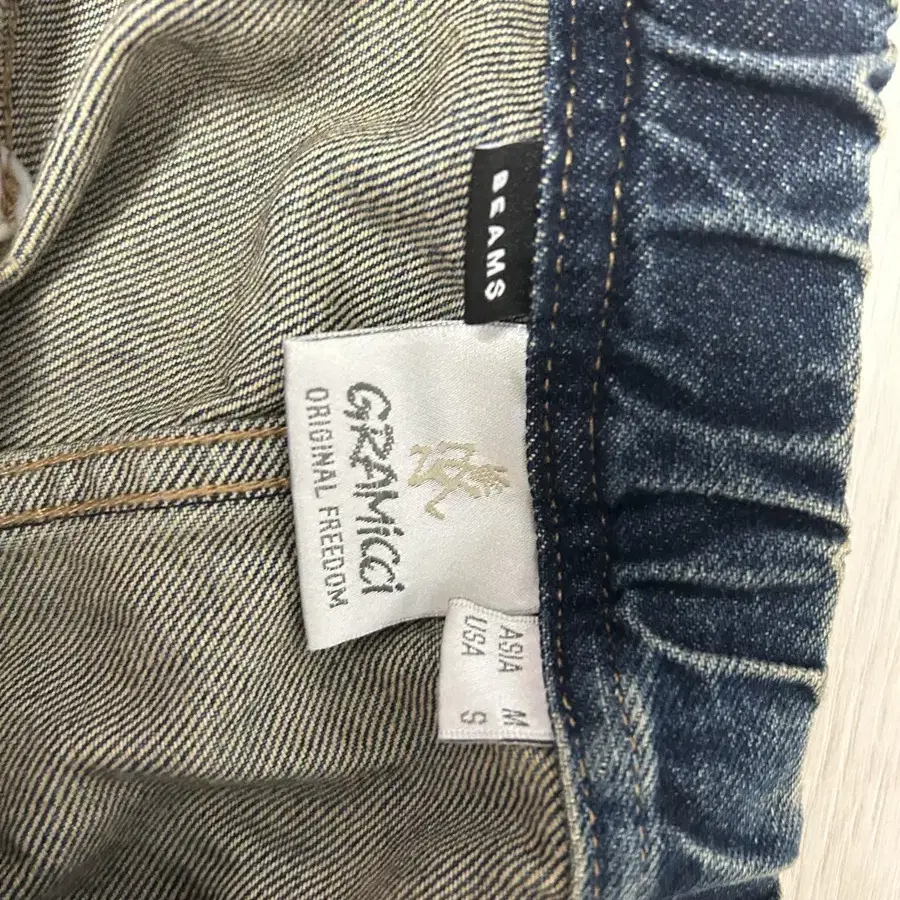 BEAMS
GRAMiCCi
ORIGINAL FREEDOM
ASIA M
USA S